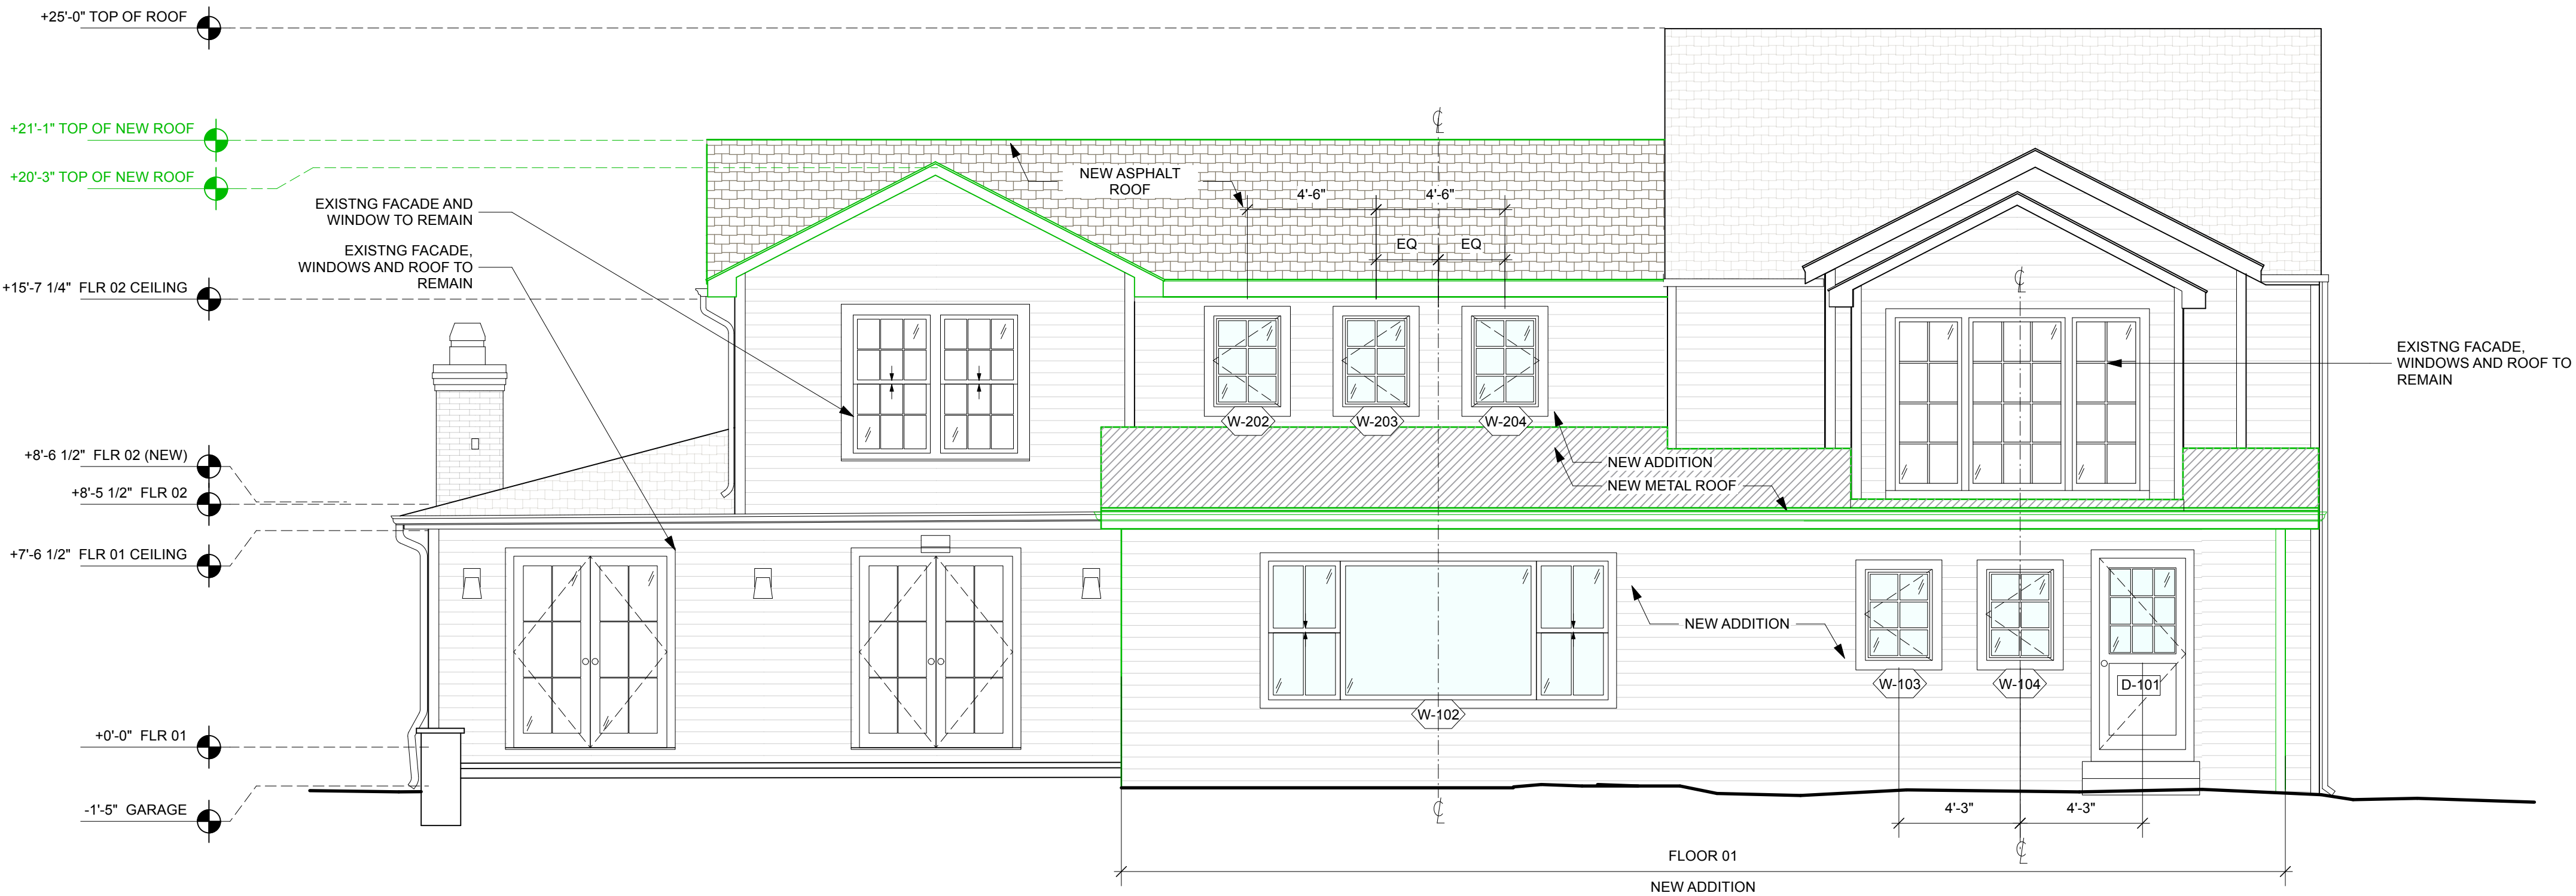 +25'-0" TOP OF ROOF
+21'-1" TOP OF NEW ROOF
+20'-3" TOP OF NEW ROOF
EXISTNG FACADE AND
WINDOW TO REMAIN
EXISTNG FACADE,
WINDOWS AND ROOF TO
REMAIN
+15'-7 1/4" FLR 02 CEILING
+8'-6 1/2" FLR 02 (NEW)
+8'-5 1/2" FLR 02
+7'-6 1/2" FLR 01 CEILING
+0'-0" FLR 01
-1'-5" GARAGE
NEW ASPHALT
ROOF
4'-6"
4'-6"
EQ
EQ
W-202
W-203
W-204
NEW ADDITION
NEW METAL ROOF
EXISTNG FACADE,
WINDOWS AND ROOF TO
REMAIN
NEW ADDITION
W-102
W-103
W-104
D-101
4'-3"
4'-3"
FLOOR 01
NEW ADDITION